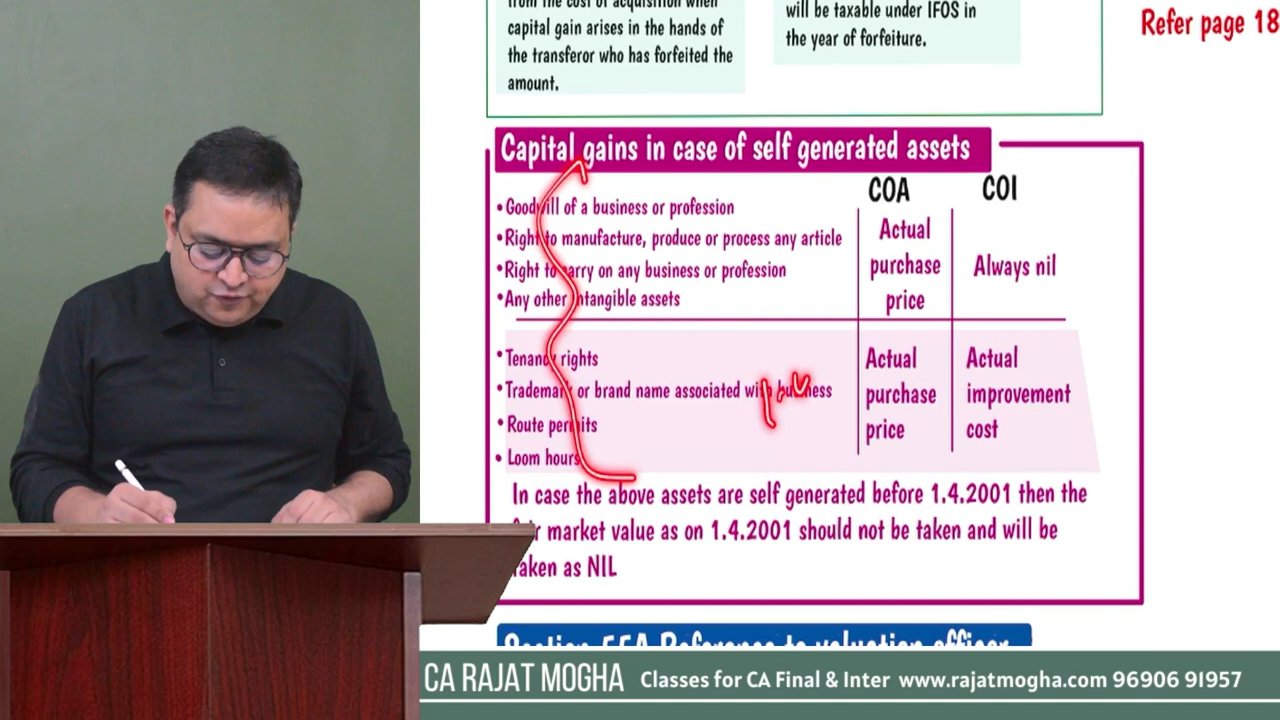 from the cost of acquisition when
capital gain arises in the hands of
the transferor who has forfeited the
amount.
will be taxable under IFOS in
the year of forfeiture.
Refer page 18
Capital gains in case of self generated assets
COA
COI
• Goodwill of a business or profession
• Right to manufacture, produce or process any article
• Right to carry on any business or profession
• Any other intangible assets
Actual
purchase
price
Always nil
• Tenancy rights
• Trademark or brand name associated with business
• Route permits
• Loom hours
Actual
purchase
price
Actual
improvement
cost
In case the above assets are self generated before 1.4.2001 then the
fair market value as on 1.4.2001 should not be taken and will be
taken as NIL
Section 55A Reference to valuation officer
CA RAJAT MOGHA
Classes for CA Final & Inter www.rajatmogha.com 96906 91957